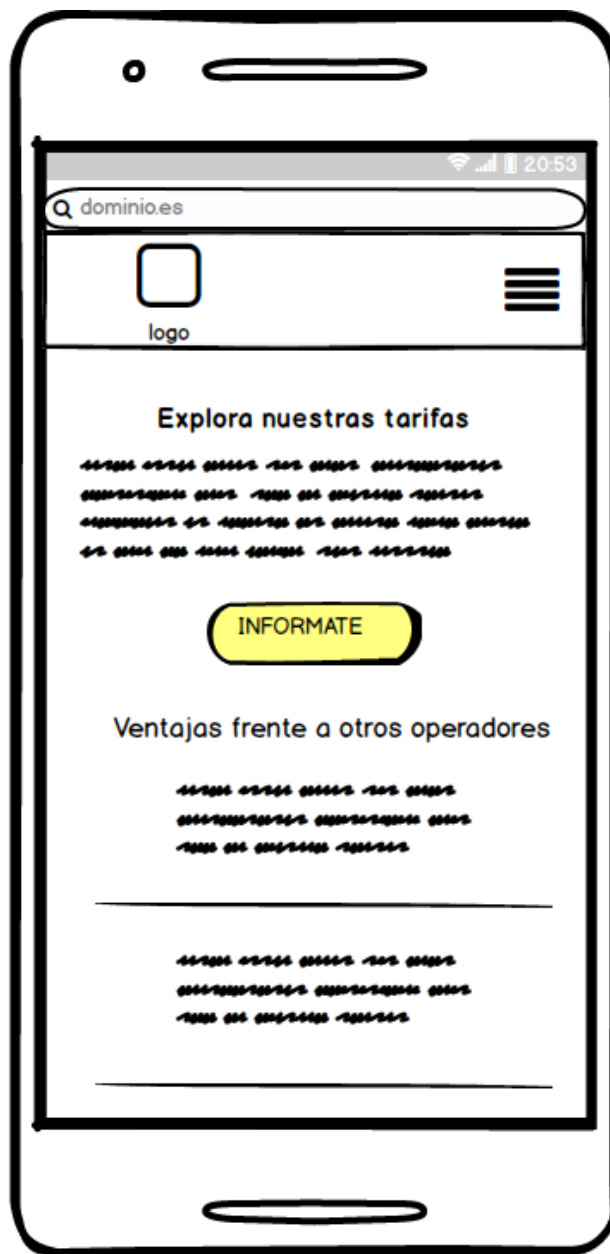 20:53
dominio.es
logo
Explora nuestras tarifas
INFORMATE
Ventajas frente a otros operadores